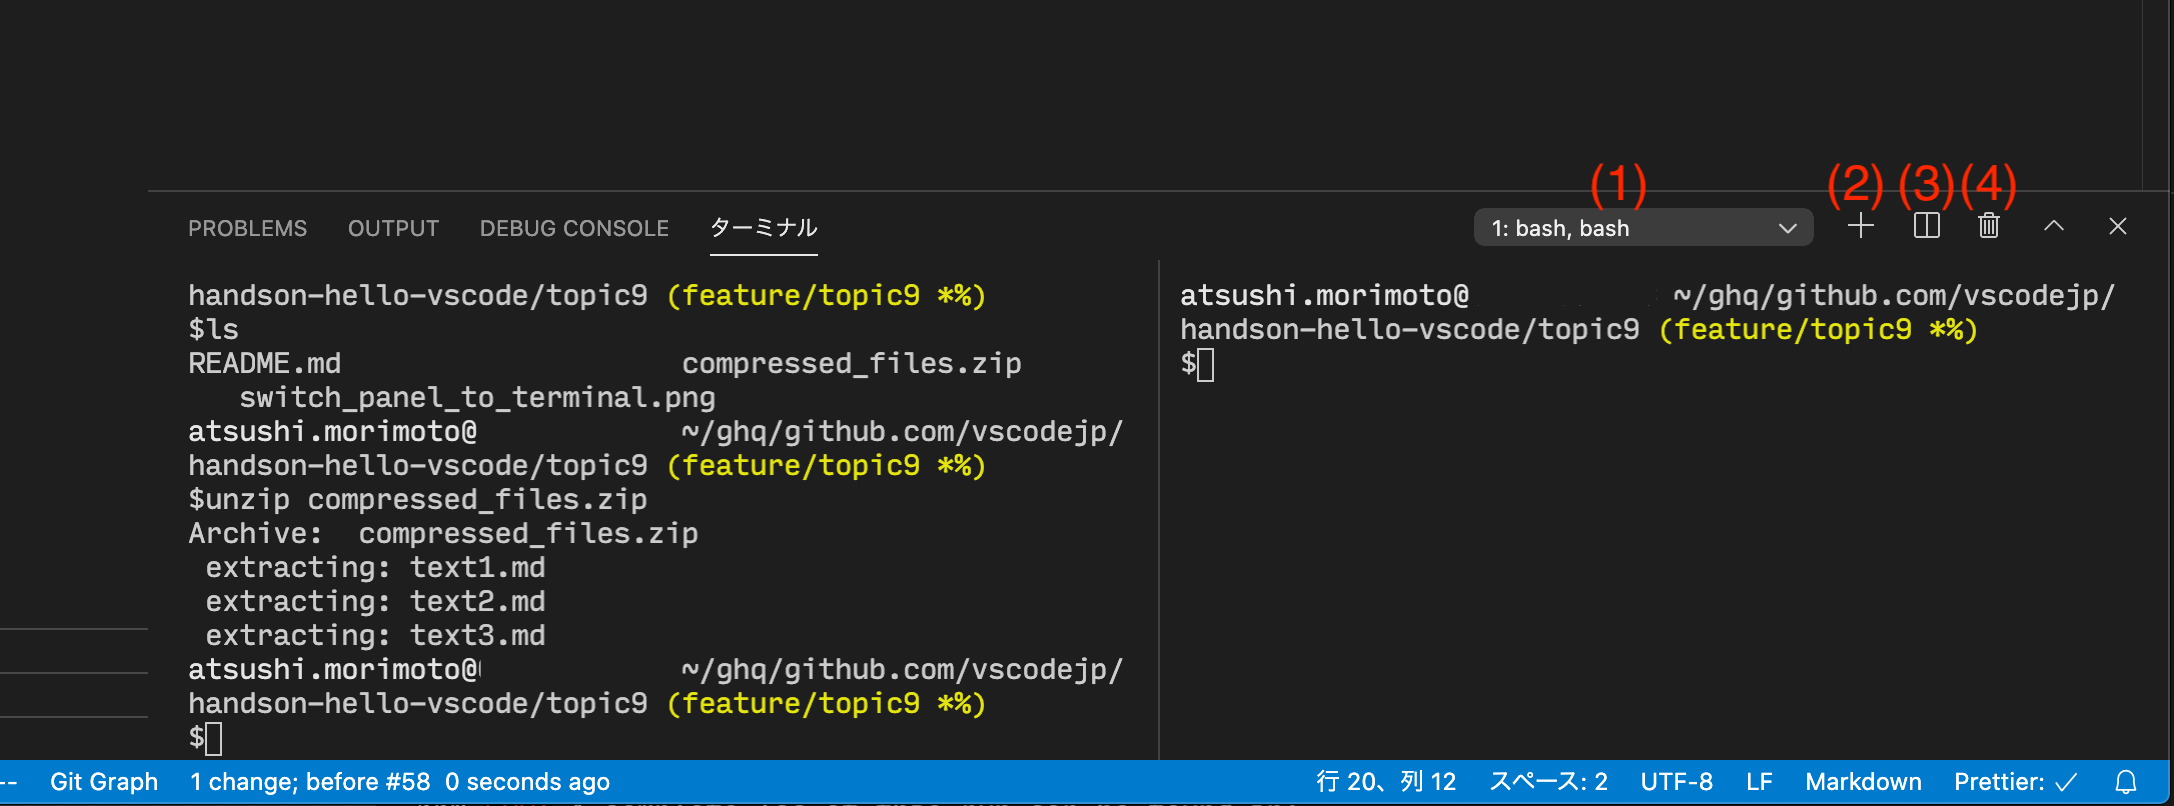 (1) (2) (3) (4)
PROBLEMS OUTPUT DEBUG CONSOLE ターミナル 1: bash, bash
handson-hello-vscode/topic9 (feature/topic9 *%)
$ls
README.md compressed_files.zip
switch_panel_to_terminal.png
atsushi.morimoto@ ~/ghq/github.com/vscodejp/
handson-hello-vscode/topic9 (feature/topic9 *%)
$unzip compressed_files.zip
Archive: compressed_files.zip
extracting: text1.md
extracting: text2.md
extracting: text3.md
atsushi.morimoto@ ~/ghq/github.com/vscodejp/
handson-hello-vscode/topic9 (feature/topic9 *%)
$
atsushi.morimoto@ ~/ghq/github.com/vscodejp/
handson-hello-vscode/topic9 (feature/topic9 *%)
$
-- Git Graph 1 change; before #58 0 seconds ago 行 20、列 12 スペース: 2 UTF-8 LF Markdown Prettier: ✓